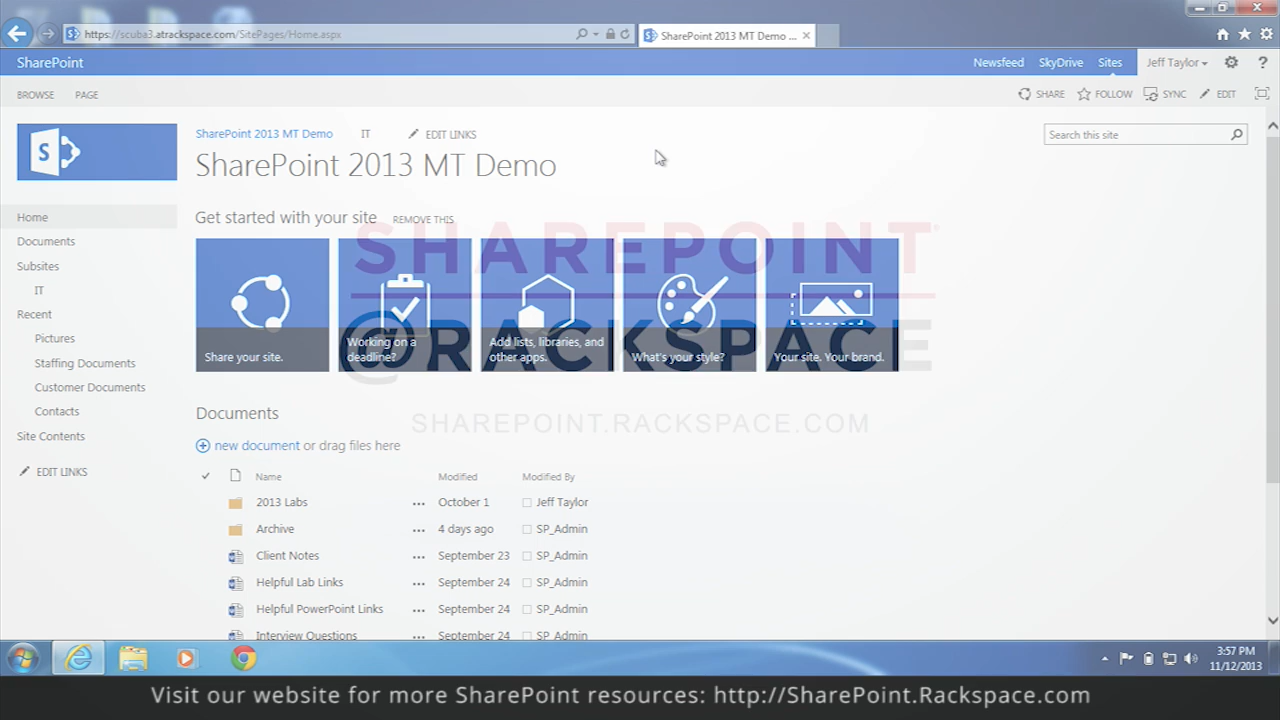 https://scuba3.atrackspace.com/SitePages/Home.aspx
SharePoint 2013 MT Demo ...
SharePoint
Newsfeed SkyDrive Sites Jeff Taylor ?
BROWSE PAGE
SHARE FOLLOW SYNC EDIT
S
SharePoint 2013 MT Demo IT EDIT LINKS
Search this site
SharePoint 2013 MT Demo
Home
Documents
Subsites
IT
Recent
Pictures
Staffing Documents
Customer Documents
Contacts
Site Contents
EDIT LINKS
Get started with your site REMOVE THIS
SHAREPOINT
@RACKSPACE
SHAREPOINT.RACKSPACE.COM
Share your site.
Working on a
deadline?
Add lists, libraries, and
other apps.
What's your style?
Your site. Your brand.
Documents
new document or drag files here
Name Modified Modified By
2013 Labs ... October 1 Jeff Taylor
Archive ... 4 days ago SP_Admin
Client Notes ... September 23 SP_Admin
Helpful Lab Links ... September 24 SP_Admin
Helpful PowerPoint Links ... September 24 SP_Admin
Interview Questions ... September 24 SP_Admin
3:57 PM
11/12/2013
Visit our website for more SharePoint resources: http://SharePoint.Rackspace.com